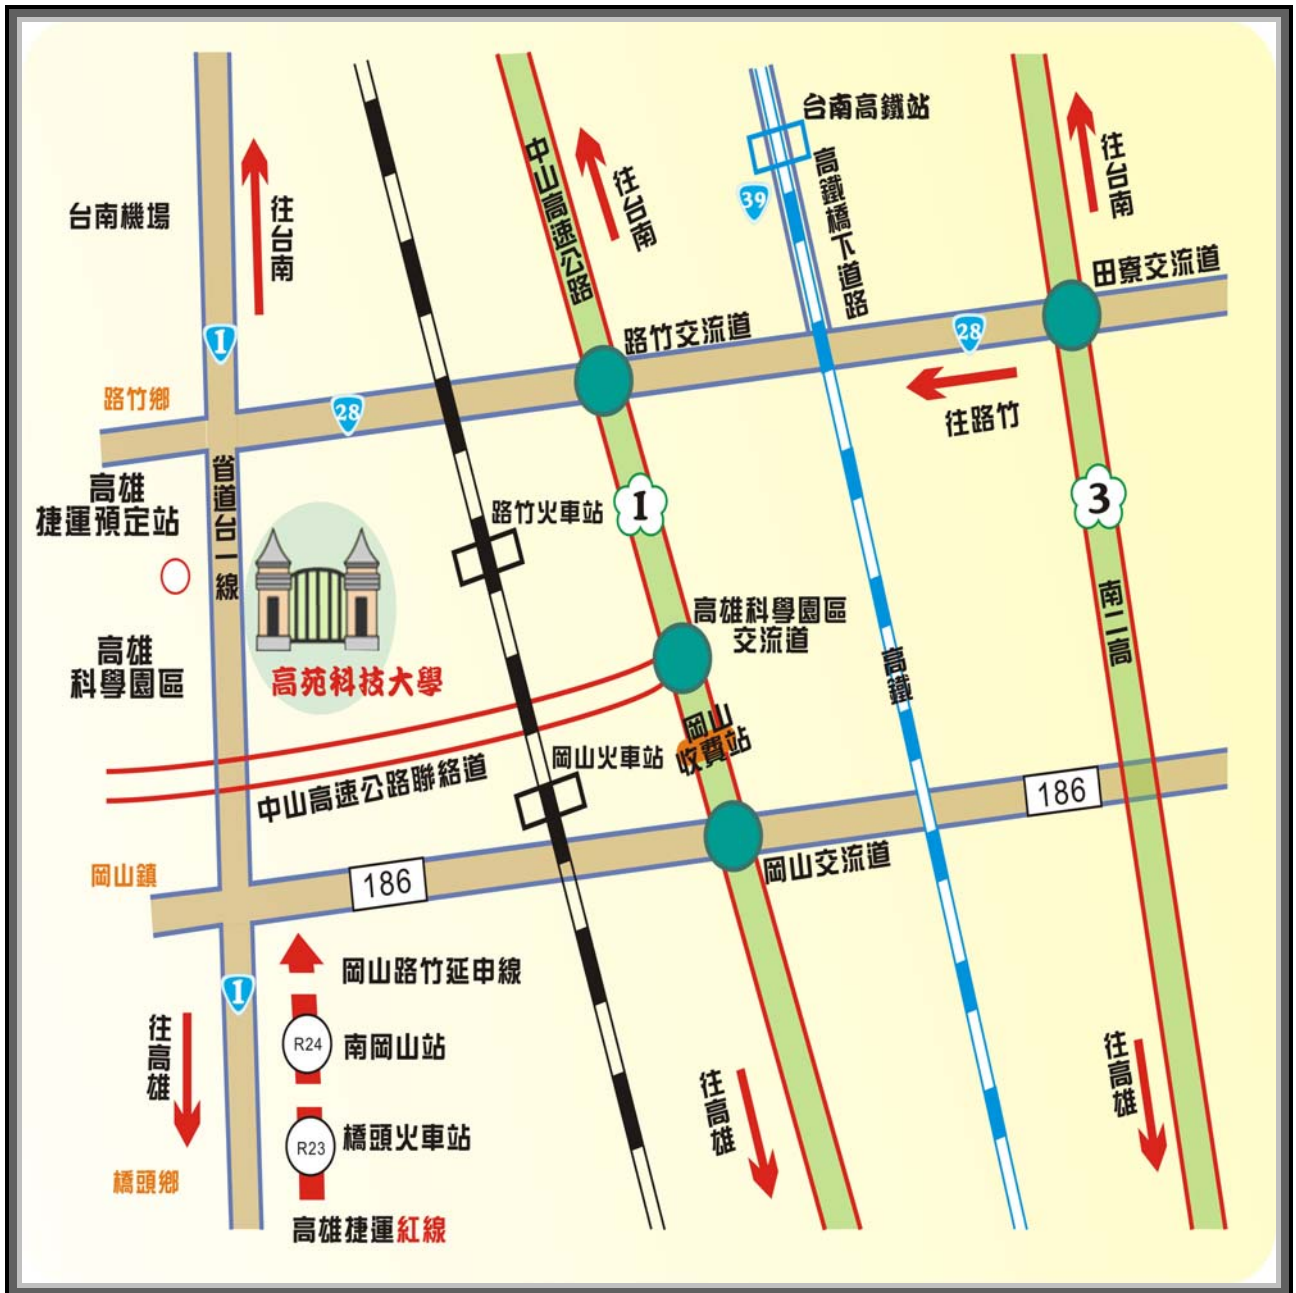 台南高鐵站
中山高速公路
往台南
39
高鐵橋下道路
往台南
台南機場
往台南
田寮交流道
1
路竹交流道
28
路竹鄉
28
往路竹
省道台一線
高雄
捷運預定站
路竹火車站
1
3
高雄科學園區
交流道
南二高
高雄
科學園區
高苑科技大學
高鐵
岡山
收費站
岡山火車站
中山高速公路聯絡道
186
岡山鎮
186
岡山交流道
岡山路竹延申線
1
往高雄
R24
南岡山站
往高雄
往高雄
R23
橋頭火車站
橋頭鄉
高雄捷運紅線